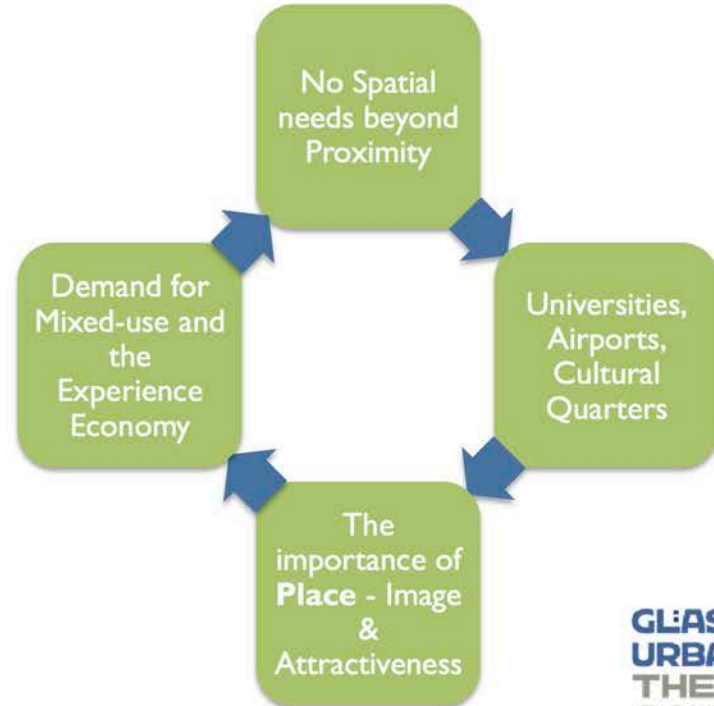 No Spatial
needs beyond
Proximity
Universities,
Airports,
Cultural
Quarters
The
importance of
Place - Image
&
Attractiveness
Demand for
Mixed-use and
the
Experience
Economy
THE